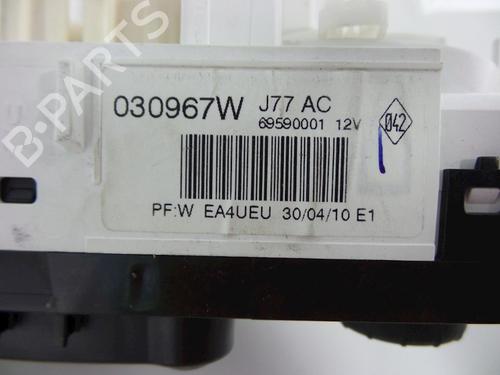 B-PARTS
030967W J77 AC
69590001 12V
042
PF:W EA4UEU 30/04/10 E1